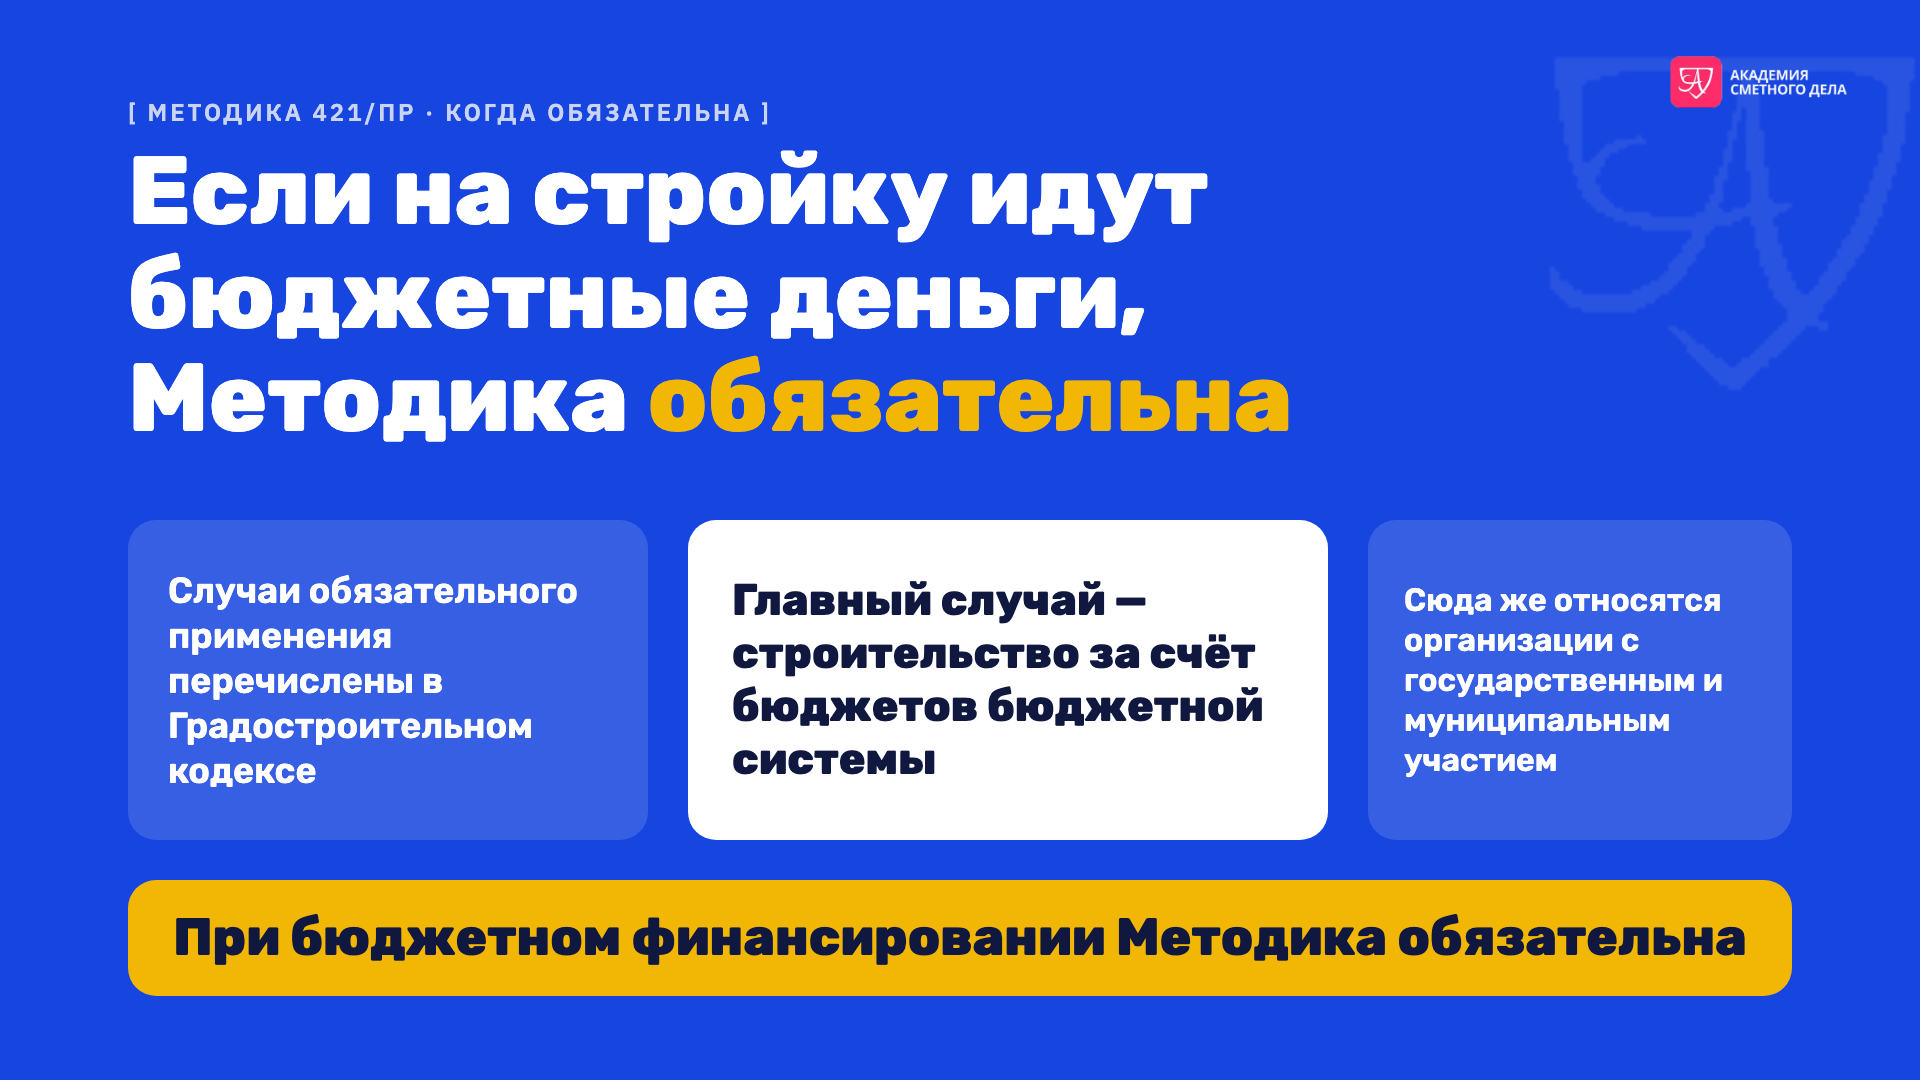 [ МЕТОДИКА 421/ПР · КОГДА ОБЯЗАТЕЛЬНА ]
АКАДЕМИЯ
СМЕТНОГО ДЕЛА
Если на стройку идут
бюджетные деньги,
Методика обязательна
Случаи обязательного
применения
перечислены в
Градостроительном
кодексе
Главный случай —
строительство за счёт
бюджетов бюджетной
системы
Сюда же относятся
организации с
государственным и
муниципальным
участием
При бюджетном финансировании Методика обязательна